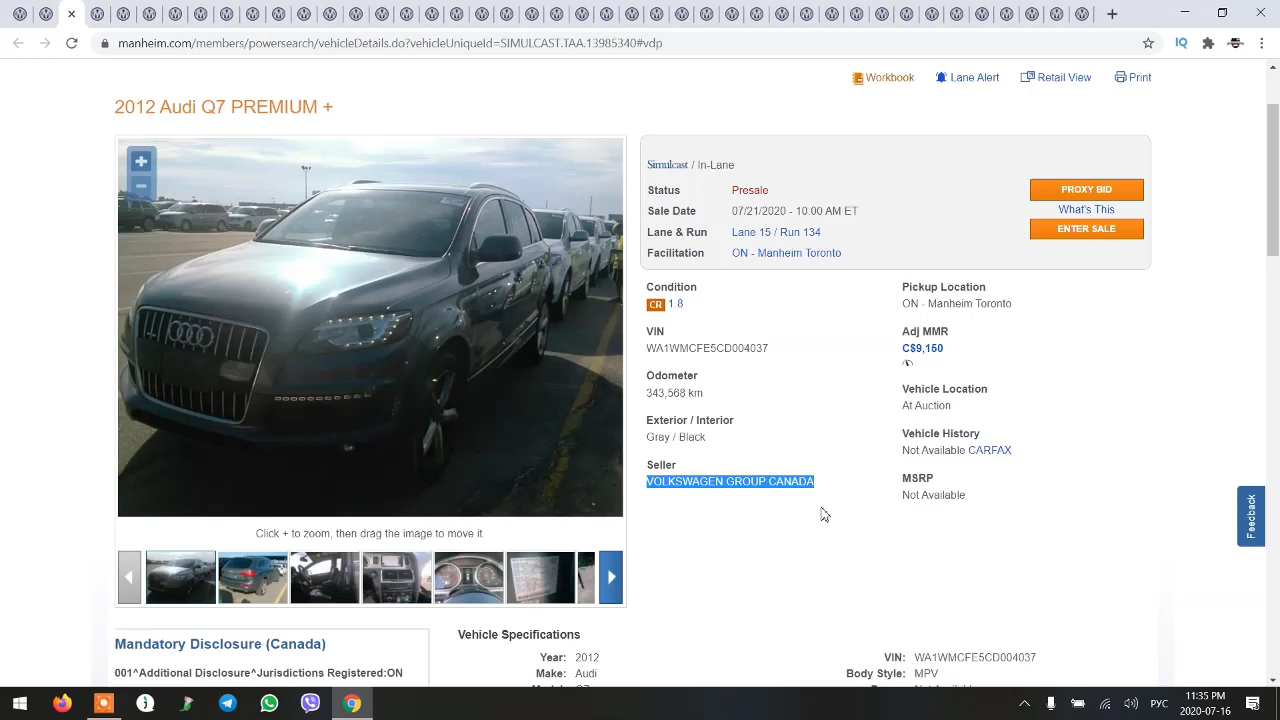 manheim.com/members/powersearch/vehicleDetails.do?vehicleUniqueId=SIMULCAST.TAA.13985340#vdp
Workbook
Lane Alert
Retail View
Print
2012 Audi Q7 PREMIUM +
Simulcast / In-Lane
Status Presale
PROXY BID
What's This
Sale Date 07/21/2020 - 10:00 AM ET
ENTER SALE
Lane & Run Lane 15 / Run 134
Facilitation ON - Manheim Toronto
Condition
CR 1.8
VIN
WA1WMCFE5CD004037
Odometer
343,568 km
Exterior / Interior
Gray / Black
Seller
VOLKSWAGEN GROUP CANADA
Pickup Location
ON - Manheim Toronto
Adj MMR
C$9,150
Vehicle Location
At Auction
Vehicle History
Not Available CARFAX
MSRP
Not Available
Feedback
Click + to zoom, then drag the image to move it
Mandatory Disclosure (Canada)
001^Additional Disclosure^Jurisdictions Registered:ON
Vehicle Specifications
Year: 2012
Make: Audi
VIN: WA1WMCFE5CD004037
Body Style: MPV
РУС
11:35 PM
2020-07-16